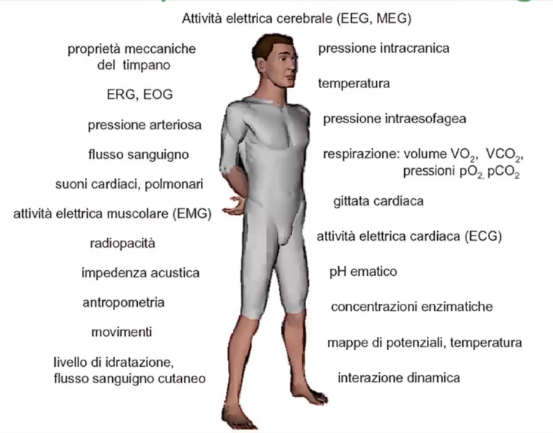 Attività elettrica cerebrale (EEG, MEG)
proprietà meccaniche
del timpano
ERG, EOG
pressione arteriosa
flusso sanguigno
suoni cardiaci, polmonari
attività elettrica muscolare (EMG)
radiopacità
impedenza acustica
antropometria
movimenti
livello di idratazione,
flusso sanguigno cutaneo
pressione intracranica
temperatura
pressione intraesofagea
respirazione: volume VO₂, VCO₂,
pressioni pO₂, pCO₂
gittata cardiaca
attività elettrica cardiaca (ECG)
pH ematico
concentrazioni enzimatiche
mappe di potenziali, temperatura
interazione dinamica